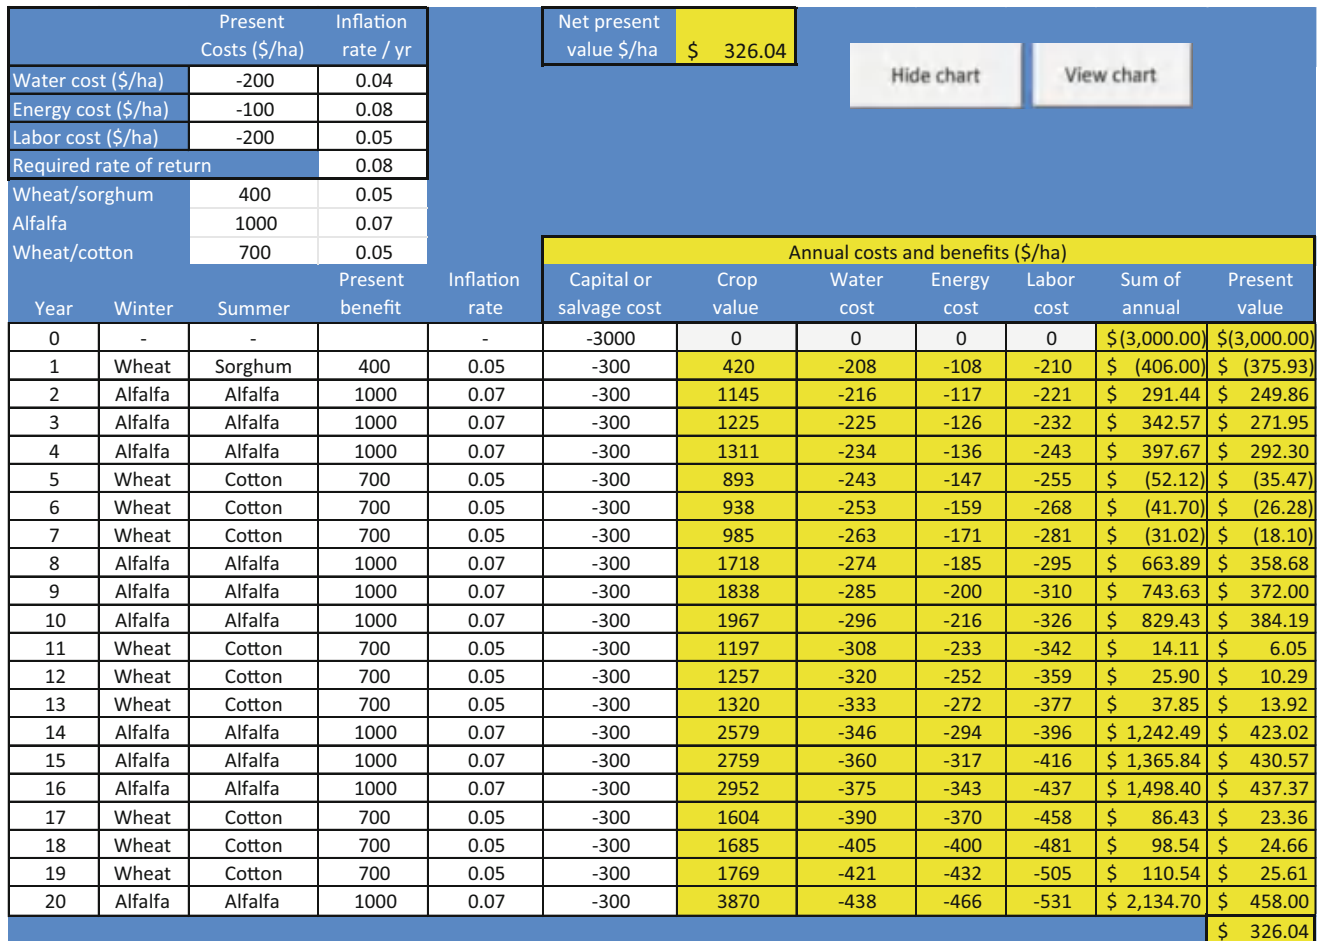 Present Inflation Net present
Costs ($/ha) rate / yr value $/ha $ 326.04
Hide chart View chart
Water cost ($/ha) -200 0.04
Energy cost ($/ha) -100 0.08
Labor cost ($/ha) -200 0.05
Required rate of return 0.08
Wheat/sorghum 400 0.05
Alfalfa 1000 0.07
Wheat/cotton 700 0.05 Annual costs and benefits ($/ha)
Present Inflation Capital or Crop Water Energy Labor Sum of Present
Year Winter Summer benefit rate salvage cost value cost cost cost annual value
0 - - - -3000 0 0 0 0 $(3,000.00) $(3,000.00)
1 Wheat Sorghum 400 0.05 -300 420 -208 -108 -210 $ (406.00) $ (375.93)
2 Alfalfa Alfalfa 1000 0.07 -300 1145 -216 -117 -221 $ 291.44 $ 249.86
3 Alfalfa Alfalfa 1000 0.07 -300 1225 -225 -126 -232 $ 342.57 $ 271.95
4 Alfalfa Alfalfa 1000 0.07 -300 1311 -234 -136 -243 $ 397.67 $ 292.30
5 Wheat Cotton 700 0.05 -300 893 -243 -147 -255 $ (52.12) $ (35.47)
6 Wheat Cotton 700 0.05 -300 938 -253 -159 -268 $ (41.70) $ (26.28)
7 Wheat Cotton 700 0.05 -300 985 -263 -171 -281 $ (31.02) $ (18.10)
8 Alfalfa Alfalfa 1000 0.07 -300 1718 -274 -185 -295 $ 663.89 $ 358.68
9 Alfalfa Alfalfa 1000 0.07 -300 1838 -285 -200 -310 $ 743.63 $ 372.00
10 Alfalfa Alfalfa 1000 0.07 -300 1967 -296 -216 -326 $ 829.43 $ 384.19
11 Wheat Cotton 700 0.05 -300 1197 -308 -233 -342 $ 14.11 $ 6.05
12 Wheat Cotton 700 0.05 -300 1257 -320 -252 -359 $ 25.90 $ 10.29
13 Wheat Cotton 700 0.05 -300 1320 -333 -272 -377 $ 37.85 $ 13.92
14 Alfalfa Alfalfa 1000 0.07 -300 2579 -346 -294 -396 $ 1,242.49 $ 423.02
15 Alfalfa Alfalfa 1000 0.07 -300 2759 -360 -317 -416 $ 1,365.84 $ 430.57
16 Alfalfa Alfalfa 1000 0.07 -300 2952 -375 -343 -437 $ 1,498.40 $ 437.37
17 Wheat Cotton 700 0.05 -300 1604 -390 -370 -458 $ 86.43 $ 23.36
18 Wheat Cotton 700 0.05 -300 1685 -405 -400 -481 $ 98.54 $ 24.66
19 Wheat Cotton 700 0.05 -300 1769 -421 -432 -505 $ 110.54 $ 25.61
20 Alfalfa Alfalfa 1000 0.07 -300 3870 -438 -466 -531 $ 2,134.70 $ 458.00
$ 326.04